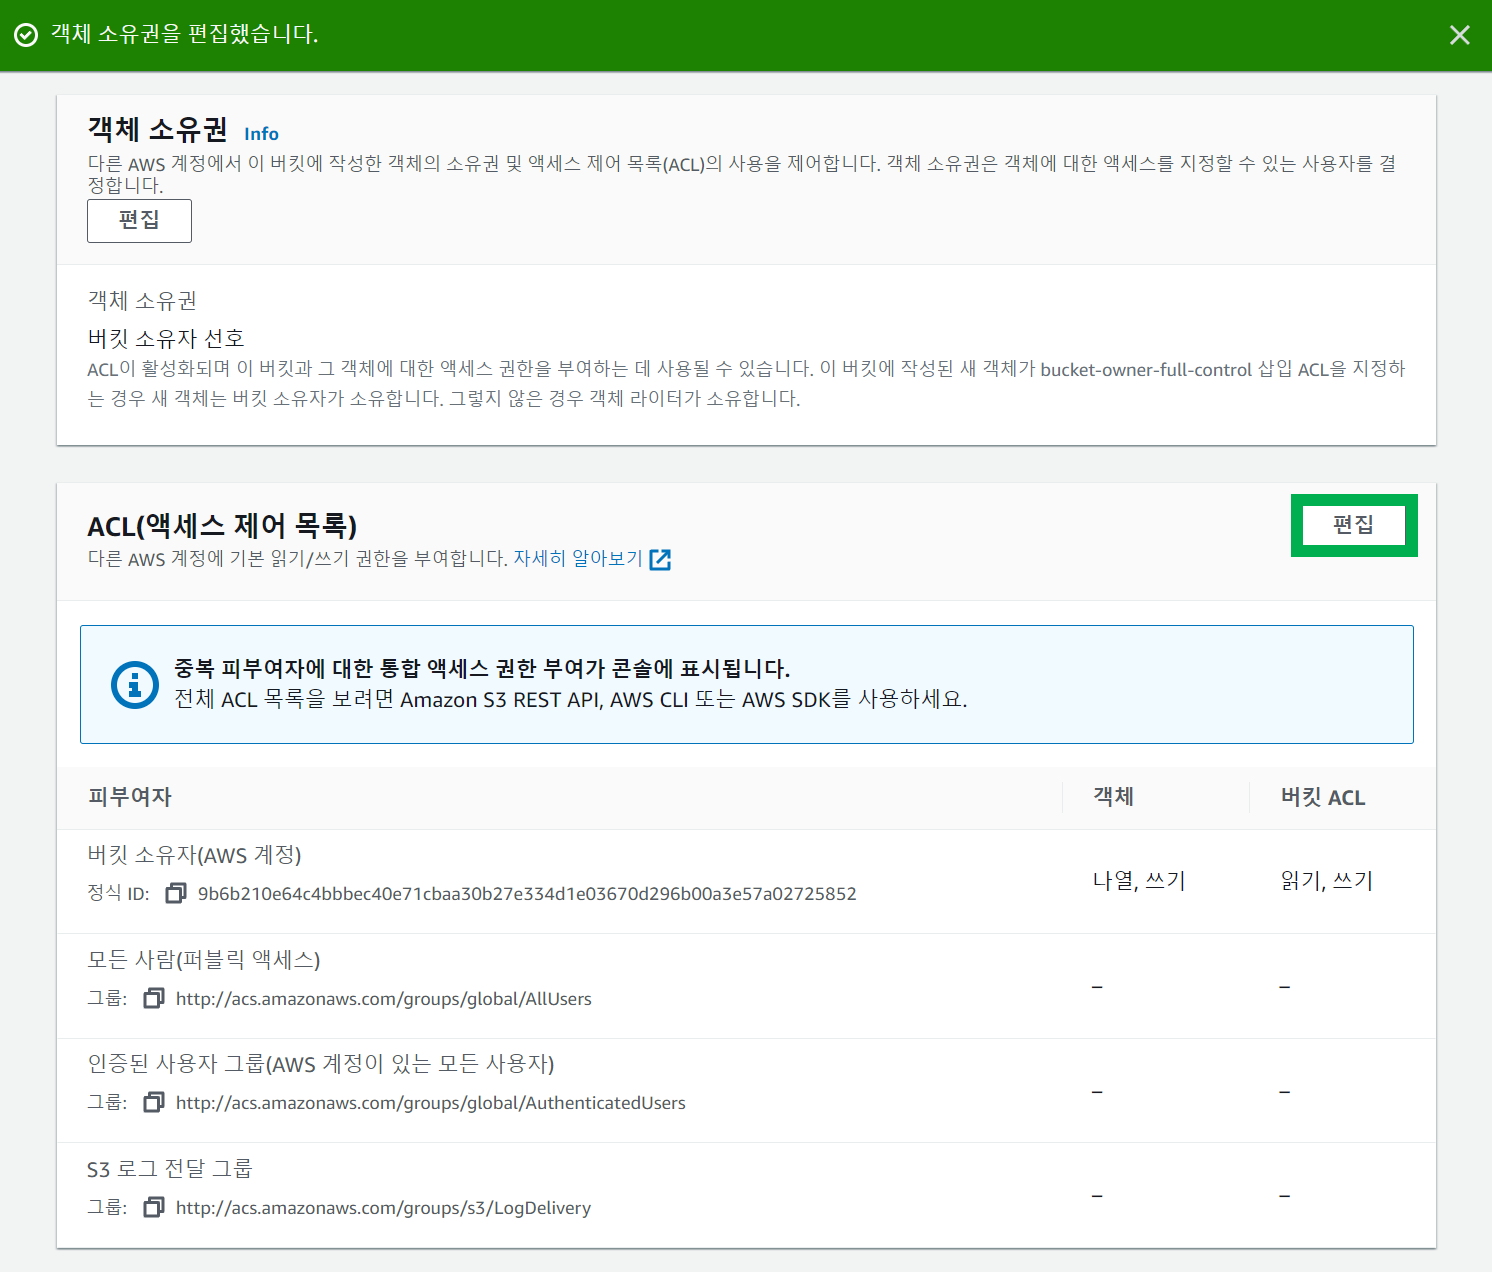 객체 소유권을 편집했습니다.
객체 소유권 Info
다른 AWS 계정에서 이 버킷에 작성한 객체의 소유권 및 액세스 제어 목록(ACL)의 사용을 제어합니다. 객체 소유권은 객체에 대한 액세스를 지정할 수 있는 사용자를 결
정합니다.
편집
객체 소유권
버킷 소유자 선호
ACL이 활성화되며 이 버킷과 그 객체에 대한 액세스 권한을 부여하는 데 사용될 수 있습니다. 이 버킷에 작성된 새 객체가 bucket-owner-full-control 삽입 ACL을 지정하
는 경우 새 객체는 버킷 소유자가 소유합니다. 그렇지 않은 경우 객체 라이터가 소유합니다.
ACL(액세스 제어 목록)
편집
다른 AWS 계정에 기본 읽기/쓰기 권한을 부여합니다. 자세히 알아보기
중복 피부여자에 대한 통합 액세스 권한 부여가 콘솔에 표시됩니다.
전체 ACL 목록을 보려면 Amazon S3 REST API, AWS CLI 또는 AWS SDK를 사용하세요.
피부여자 객체 버킷 ACL
버킷 소유자(AWS 계정)
정식 ID: 9b6b210e64c4bbbec40e71cbaa30b27e334d1e03670d296b00a3e57a02725852
나열, 쓰기 읽기, 쓰기
모든 사람(퍼블릭 액세스)
그룹: http://acs.amazonaws.com/groups/global/AllUsers
– –
인증된 사용자 그룹(AWS 계정이 있는 모든 사용자)
그룹: http://acs.amazonaws.com/groups/global/AuthenticatedUsers
– –
S3 로그 전달 그룹
그룹: http://acs.amazonaws.com/groups/s3/LogDelivery
– –